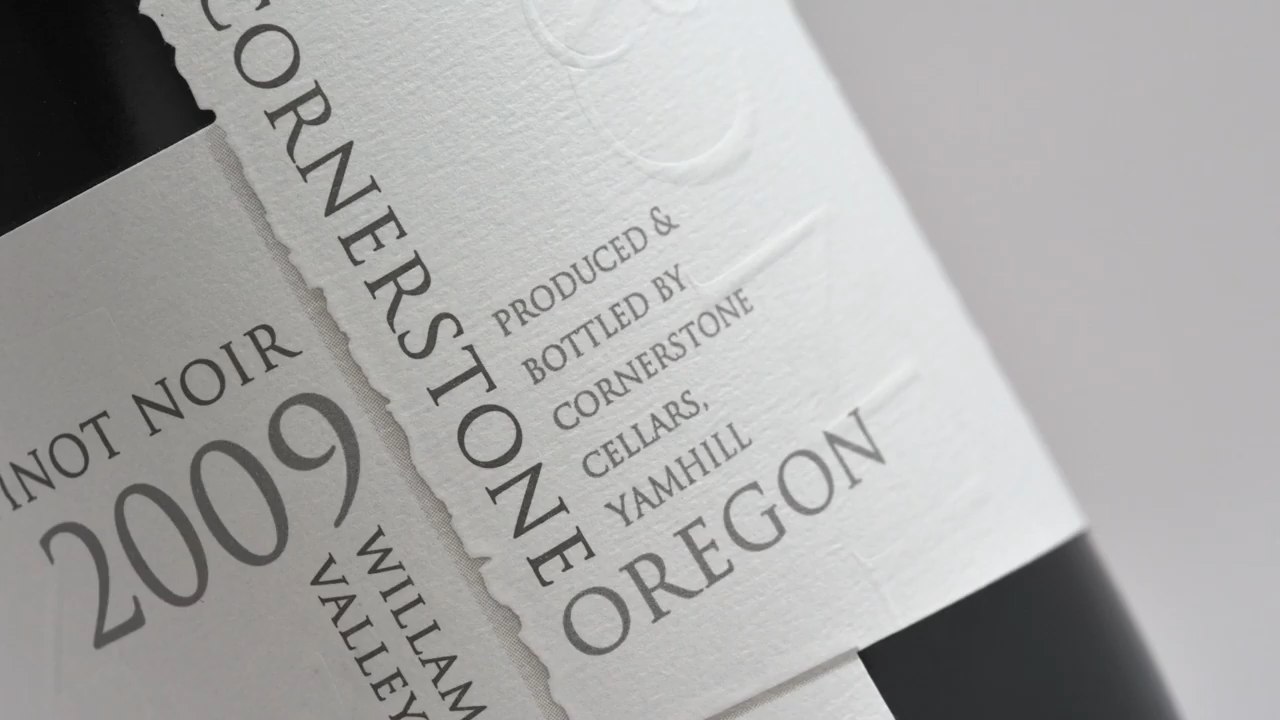 CORNERSTONE
PRODUCED &
BOTTLED BY
CORNERSTONE
CELLARS,
YAMHILL
OREGON
INOT NOIR
2009
WILLAM
VALLEY